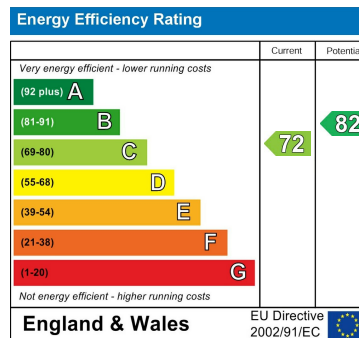 Energy Efficiency Rating
Current Potentia
Very energy efficient - lower running costs
(92 plus) A
(81-91) B
(69-80) C
72
82
(55-68) D
(39-54) E
(21-38) F
(1-20) G
Not energy efficient - higher running costs
England & Wales
EU Directive
2002/91/EC